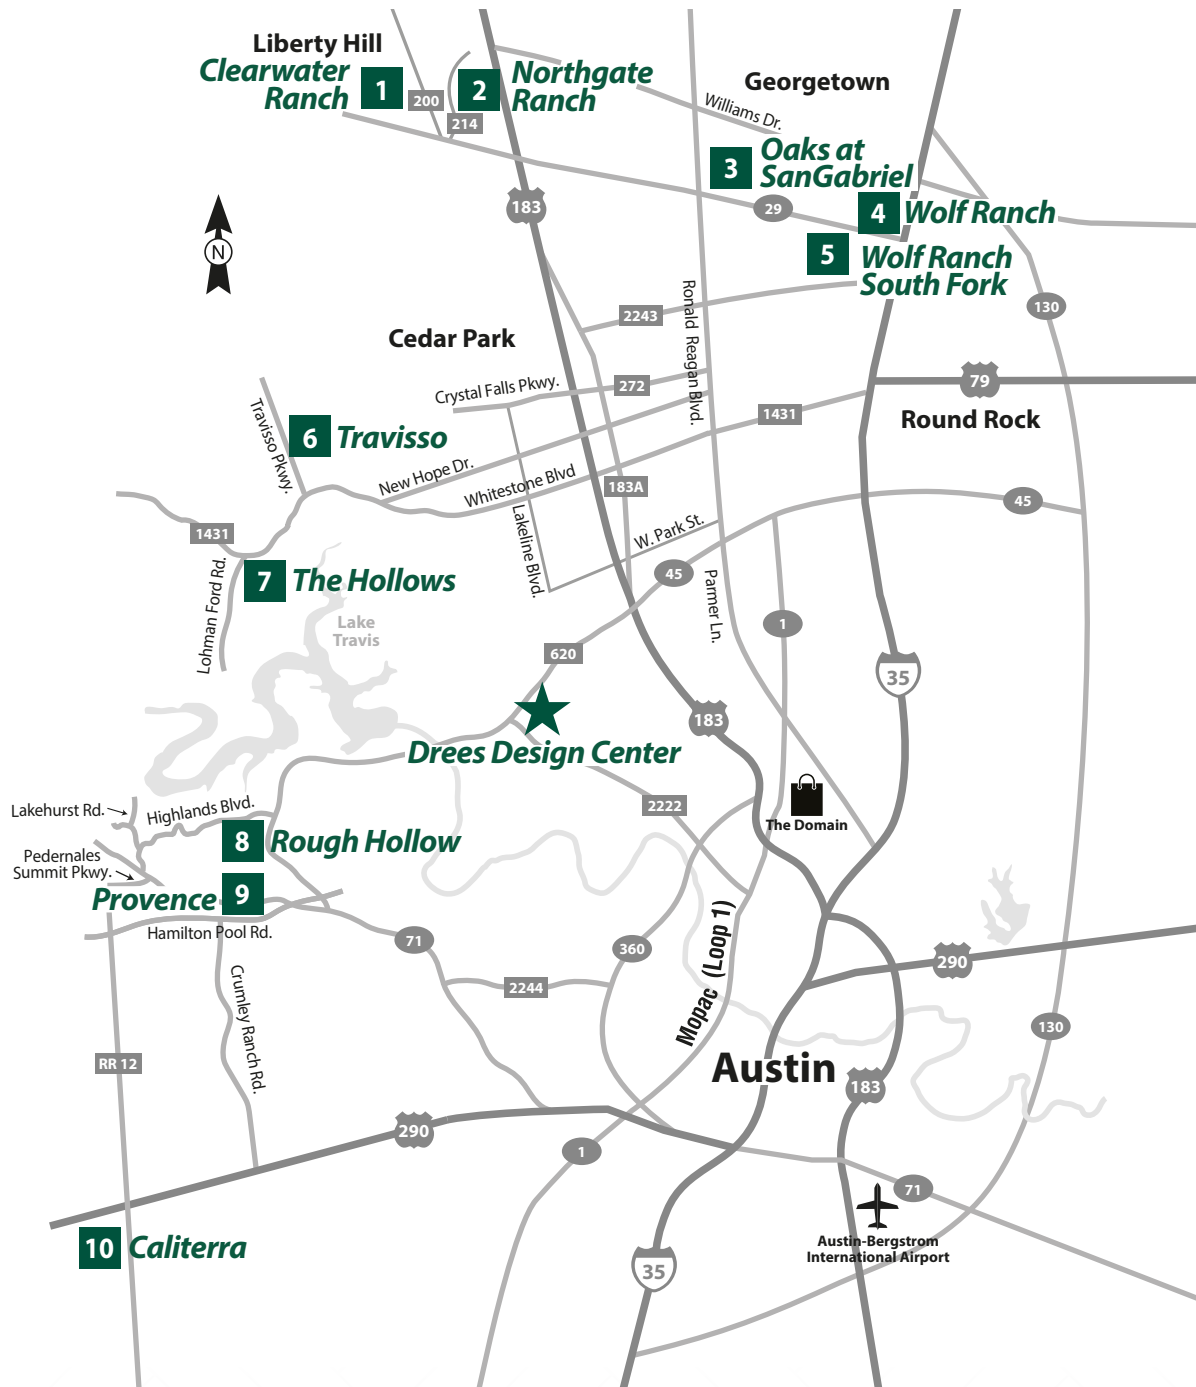 Liberty Hill
Clearwater
Ranch
1
200
214
2
Northgate
Ranch
Georgetown
Williams Dr.
3
Oaks at
SanGabriel
183
29
4
Wolf Ranch
5
Wolf Ranch
South Fork
N
130
2243
Ronald Reagan Blvd.
Cedar Park
79
Crystal Falls Pkwy.
272
1431
Round Rock
Travisso Pkwy.
6
Travisso
New Hope Dr.
Whitestone Blvd
183A
45
Lakeline Blvd.
W. Park St.
1431
7
The Hollows
Lohman Ford Rd.
45
Parmer Ln.
Lake
Travis
1
620
35
183
Drees Design Center
2222
The Domain
Lakehurst Rd.
Highlands Blvd.
8
Rough Hollow
Pedernales
Summit Pkwy.
Provence
9
Hamilton Pool Rd.
71
360
Mopac (Loop 1)
290
2244
Crumley Ranch Rd.
130
RR 12
Austin
183
290
1
71
Austin-Bergstrom
International Airport
10
Caliterra
35